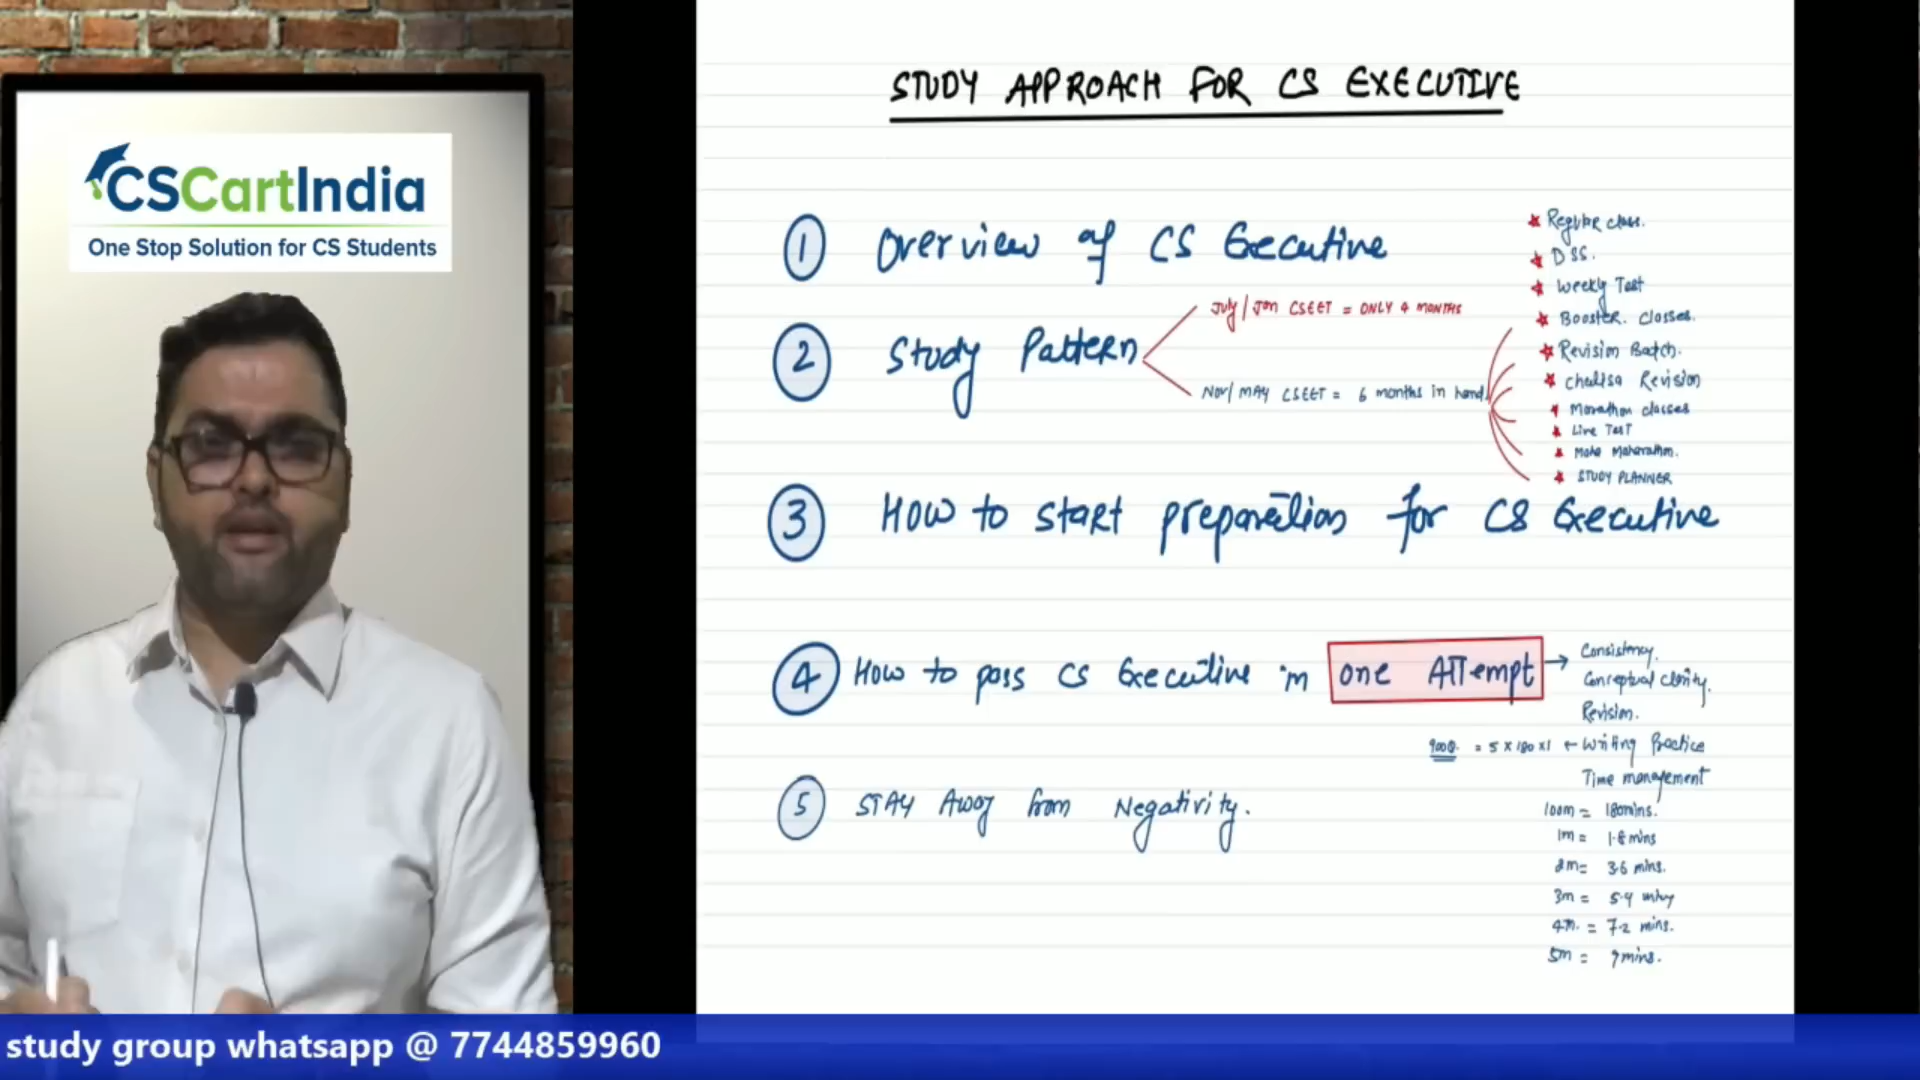 CSCartIndia
One Stop Solution for CS Students
STUDY APPROACH FOR CS EXECUTIVE
1 Overview of CS Executive
2 Study Pattern
July/Jan CSEET = ONLY 4 MONTHS
Nov/MAY CSEET = 6 months in hand
★ Regular class.
★ DSS.
★ Weekly Test
★ Booster. Classes.
★ Revision Batch.
★ Chalisa Revision
★ Marathon classes
★ Live Test
★ Maha Maharathon.
★ STUDY PLANNER
3 How to start preparation for CS Executive
4 How to pass CS Executive in one Attempt →
Consistency.
Conceptual clarity.
Revision.
900Q. = 5 x 180 x 1 ← Writing Practice
Time management
100m = 180mins.
1m = 1.8 mins
2m = 3.6 mins.
3m = 5.4 mins
4m. = 7.2 mins.
5m = 9 mins.
5 STAY Away from Negativity.
study group whatsapp @ 7744859960